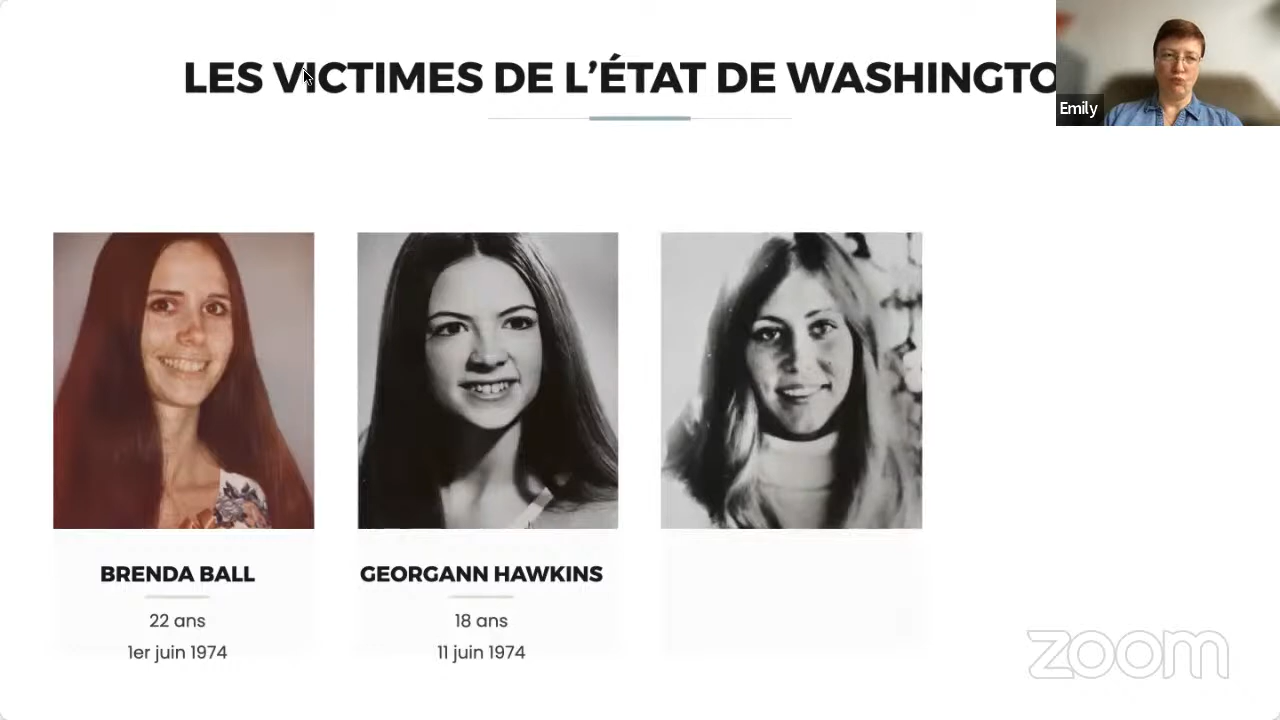 LES VICTIMES DE L'ÉTAT DE WASHINGTO
Emily
BRENDA BALL
22 ans
1er juin 1974
GEORGANN HAWKINS
18 ans
11 juin 1974
zoom